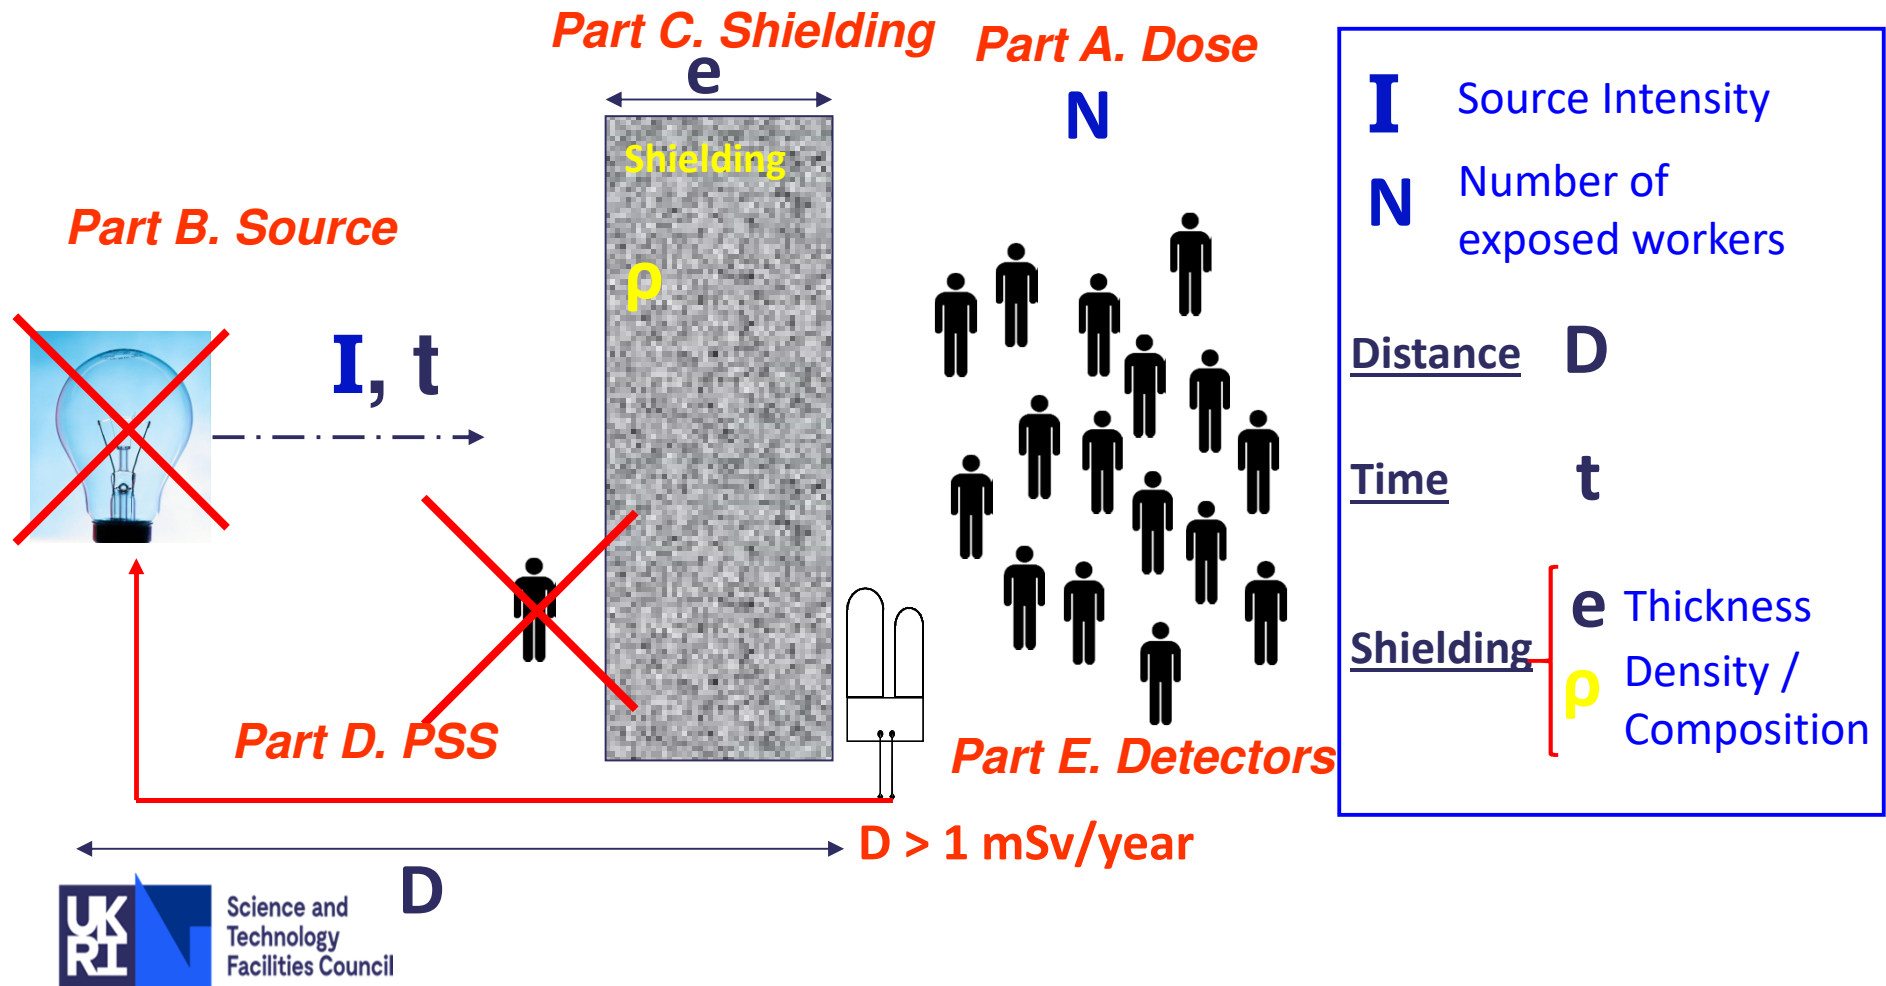 Part C. Shielding
Part A. Dose
e
N
Shielding
ρ
Part B. Source
I, t
Part D. PSS
Part E. Detectors
D > 1 mSv/year
D
UK
RI
Science and
Technology
Facilities Council
I Source Intensity
N Number of
exposed workers
Distance D
Time t
Shielding
e Thickness
ρ Density /
Composition